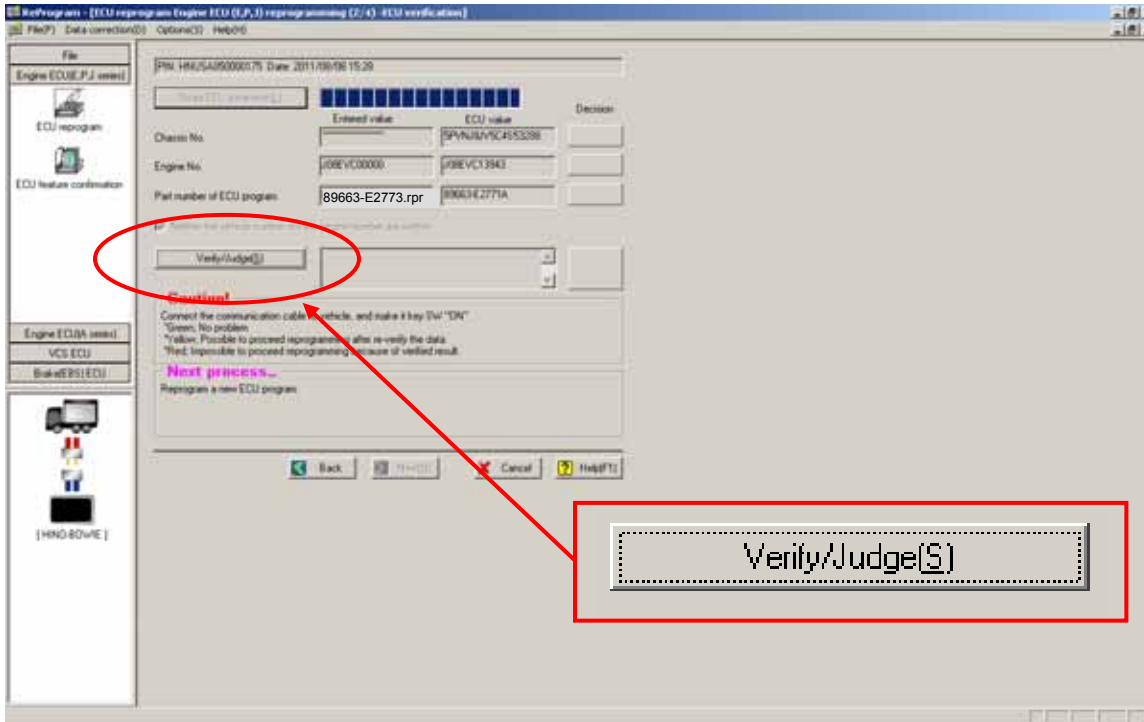 ReProgram - [ECU reprogram Engine ECU (E,P,J) reprogramming (2/4) -ECU verification]
File(F) Data correction(D) Options(S) Help(H)
File
Engine ECU(E,P,J series)
ECU reprogram
ECU feature confirmation
Engine ECU(A series)
VCS ECU
Brake(EBS) ECU
[ HINO-BOWIE ]
Date: 2011/08/06 15:28
Entered value ECU value Decision
Chassis No.
Engine No. J08EVC00000 J08EVC13943
Part number of ECU program 89663-E2773.rpr 89663-E2771A
Verify/Judge(S)
Caution!
Connect the communication cable to vehicle, and make it key SW "ON"
*Green; No problem
*Yellow; Possible to proceed reprogramming after re-verify the data.
*Red; Impossible to proceed reprogramming because of verified result.
Next process...
Reprogram a new ECU program
Back Cancel Help(F1)
Verify/Judge(S)